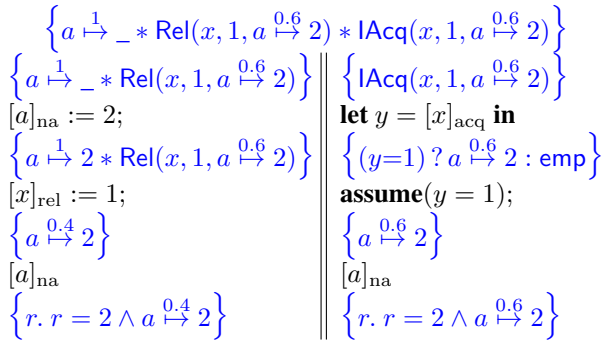 {a ↦^1 _ ∗ Rel(x, 1, a ↦^0.6 2) ∗ IAcq(x, 1, a ↦^0.6 2)}
{a ↦^1 _ ∗ Rel(x, 1, a ↦^0.6 2)} ‖ {IAcq(x, 1, a ↦^0.6 2)}
[a]_na := 2; ‖ let y = [x]_acq in
{a ↦^1 2 ∗ Rel(x, 1, a ↦^0.6 2)} ‖ {(y=1) ? a ↦^0.6 2 : emp}
[x]_rel := 1; ‖ assume(y = 1);
{a ↦^0.4 2} ‖ {a ↦^0.6 2}
[a]_na ‖ [a]_na
{r. r = 2 ∧ a ↦^0.4 2} ‖ {r. r = 2 ∧ a ↦^0.6 2}